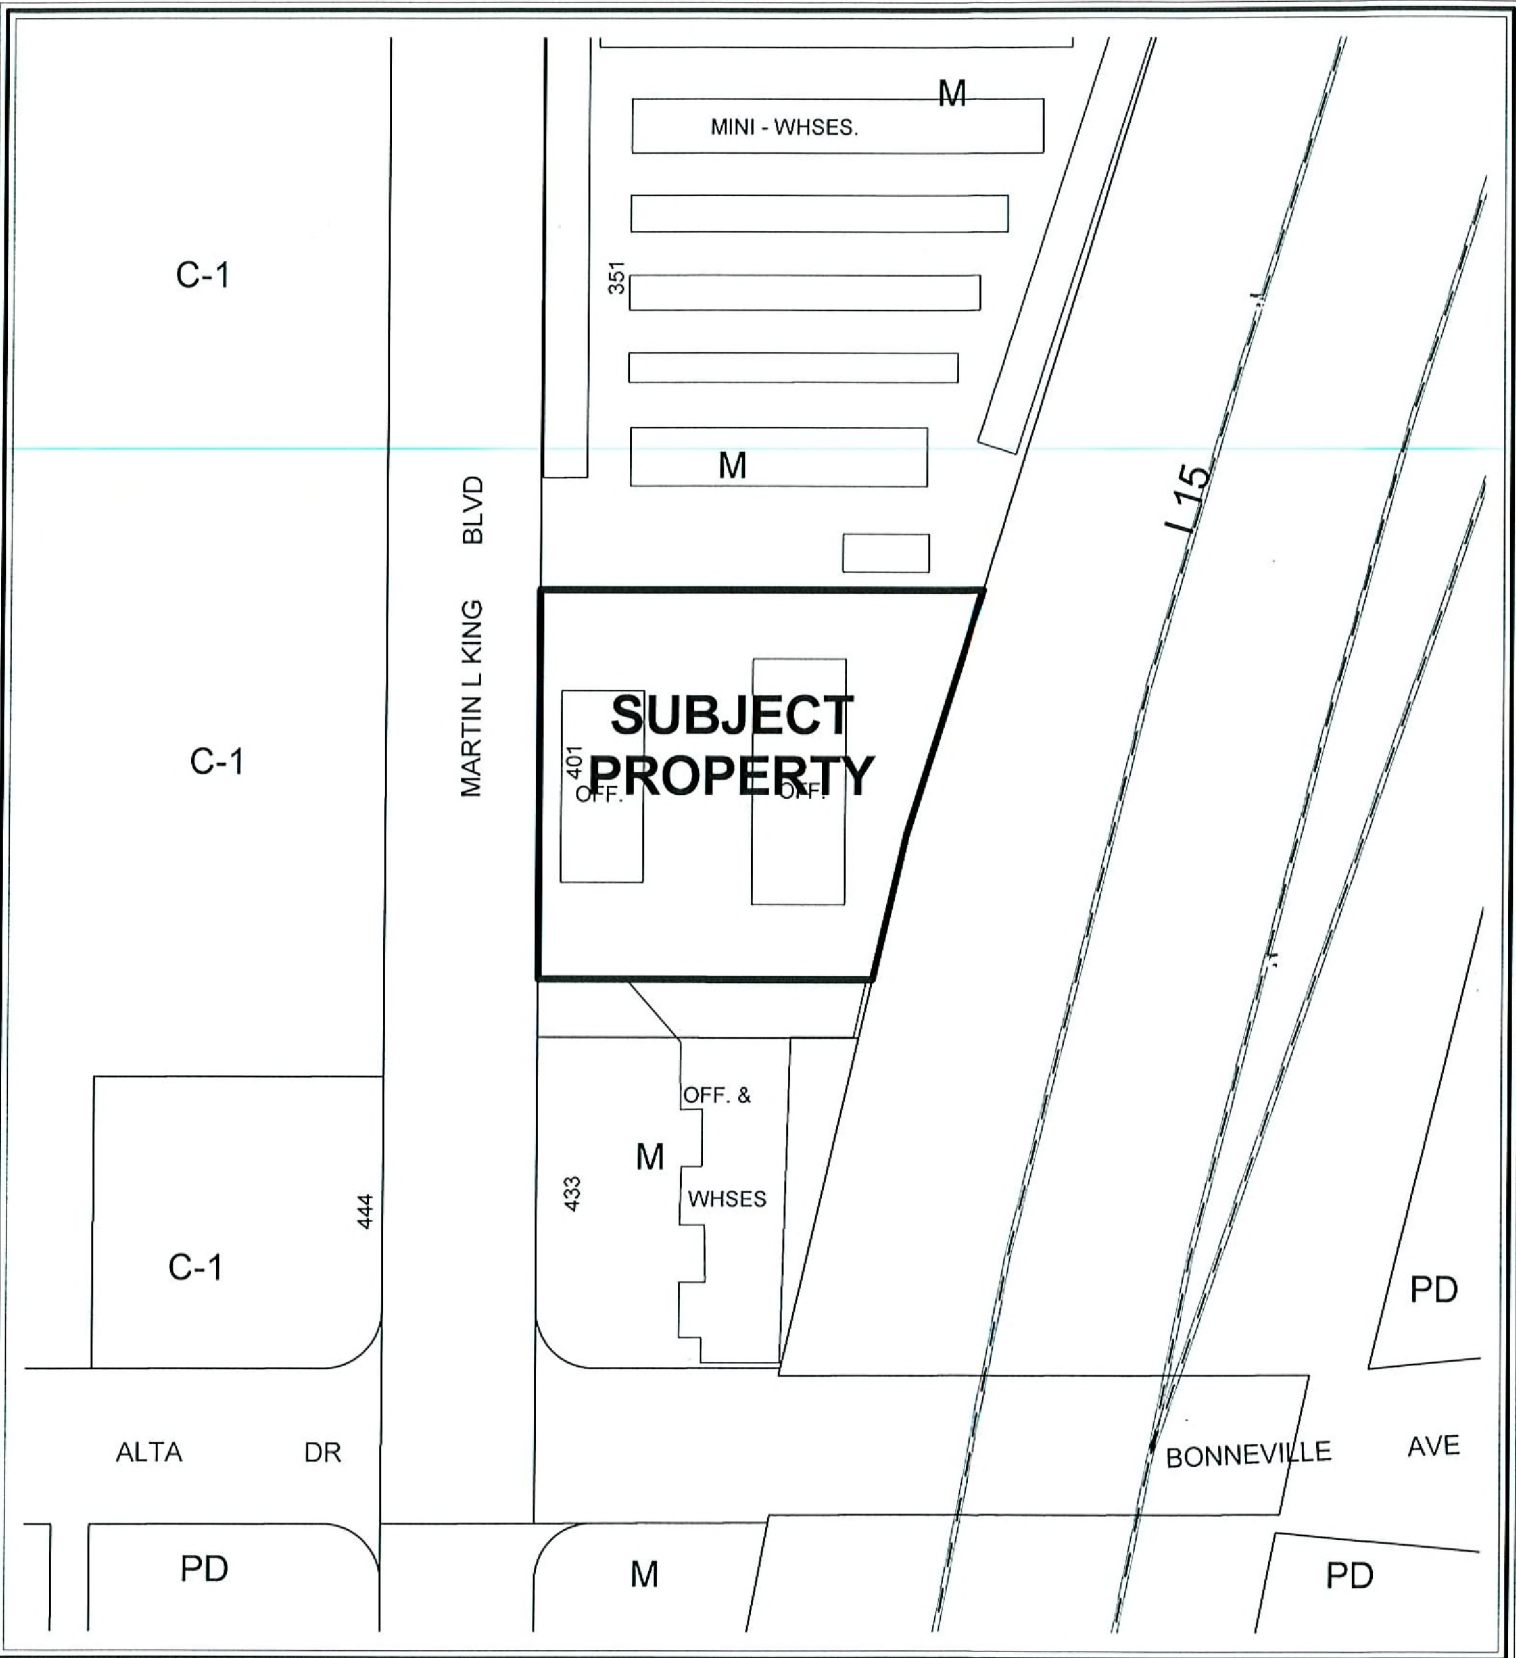 M
MINI - WHSES.
C-1
351
M
I 15
MARTIN L KING BLVD
SUBJECT
PROPERTY
401
OFF.
OFF.
C-1
OFF. &
M
WHSES
433
444
C-1
PD
ALTA DR
BONNEVILLE AVE
PD
M
PD